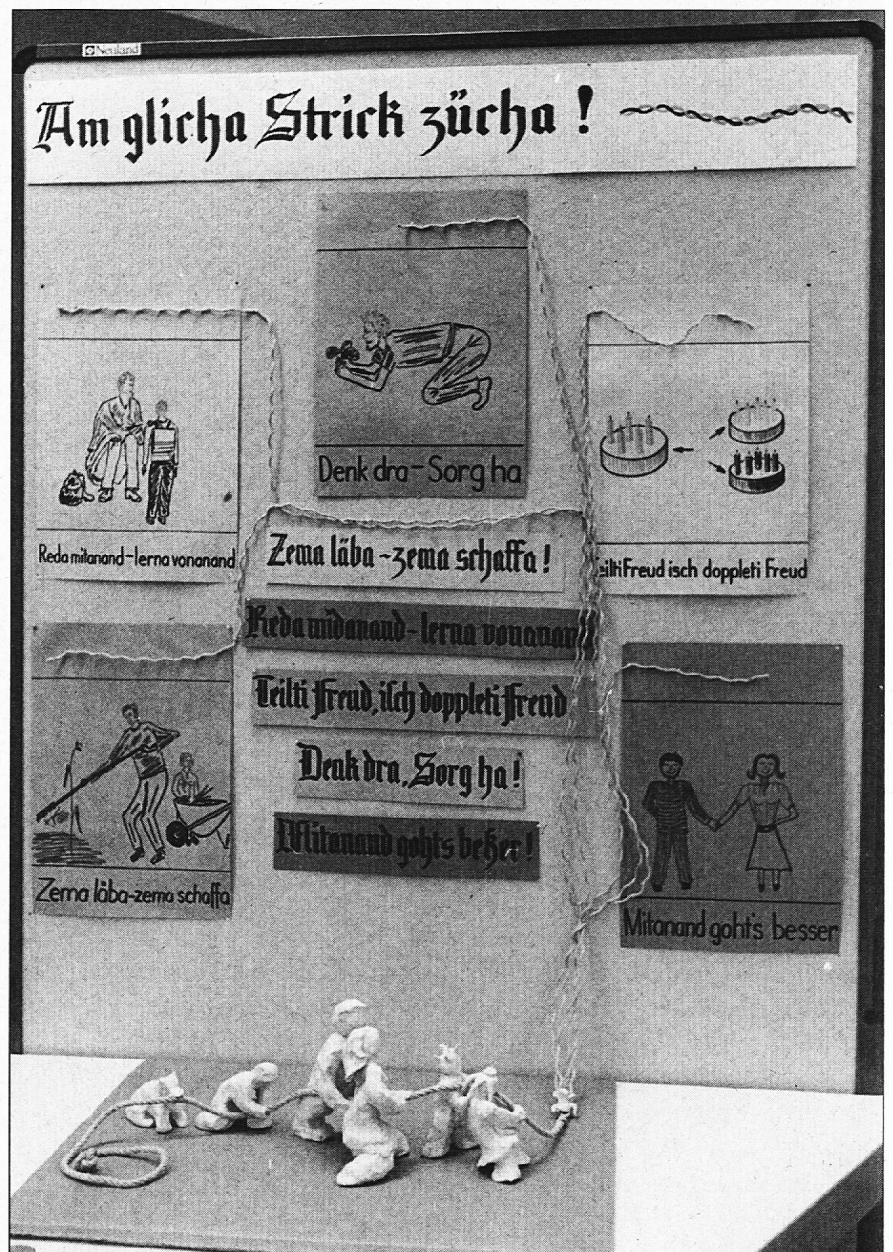 Neuland
Am glicha Strick zücha !
Denk dra-Sorg ha
Reda mitanand-lerna vonanand
eilti Freud isch doppleti Freud
Zema läba-zema schaffa!
Reda midanand-lerna vonanan
Teilti Freud, isch doppleti Freud
Denk dra, Sorg ha!
Mitanand gohts beßer!
Zema läba-zema schaffa
Mitanand goht's besser